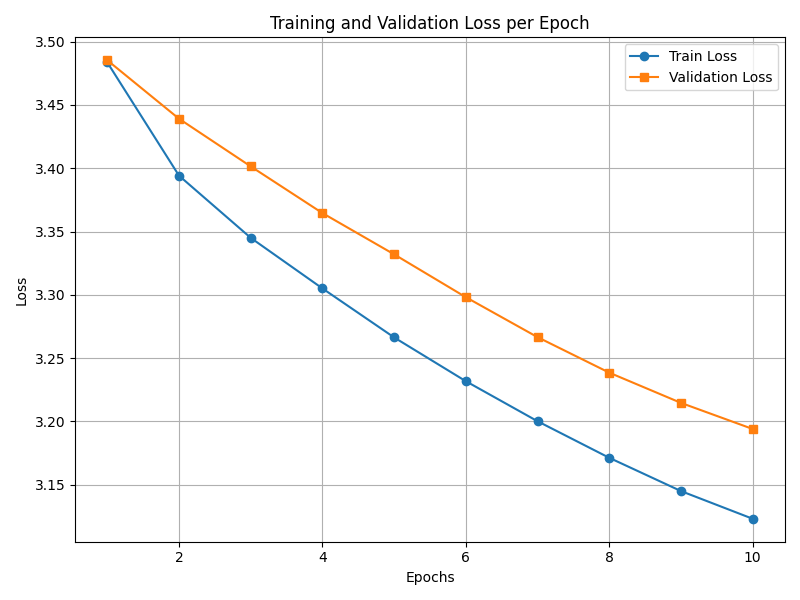 Training and Validation Loss per Epoch
Train Loss
Validation Loss
3.50
3.45
3.40
3.35
3.30
3.25
3.20
3.15
Loss
2 4 6 8 10
Epochs